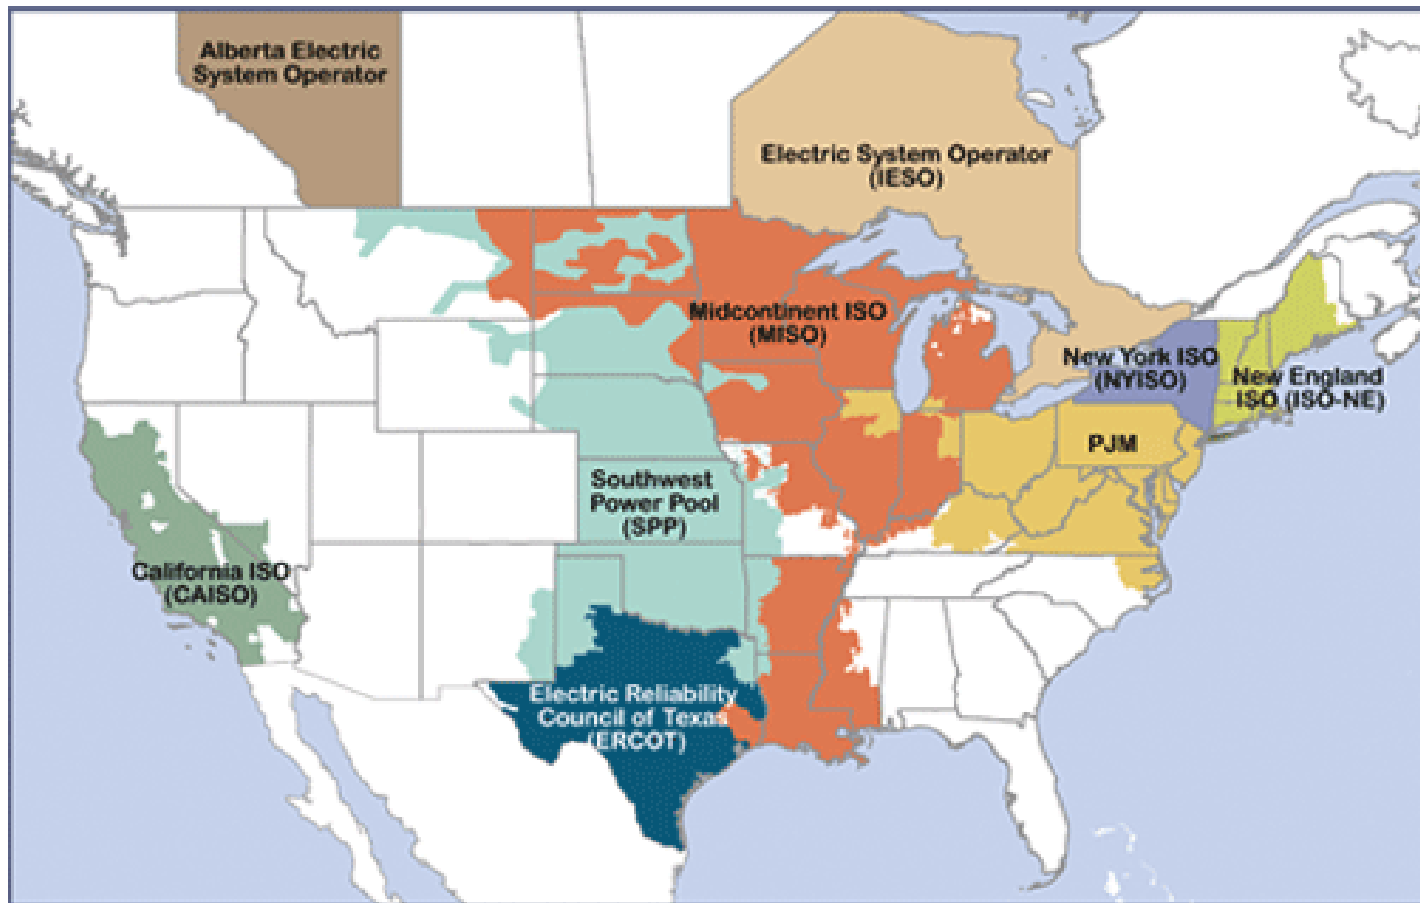 Alberta Electric
System Operator
Electric System Operator
(IESO)
Midcontinent ISO
(MISO)
New York ISO
(NYISO)
New England
ISO (ISO-NE)
PJM
Southwest
Power Pool
(SPP)
California ISO
(CAISO)
Electric Reliability
Council of Texas
(ERCOT)